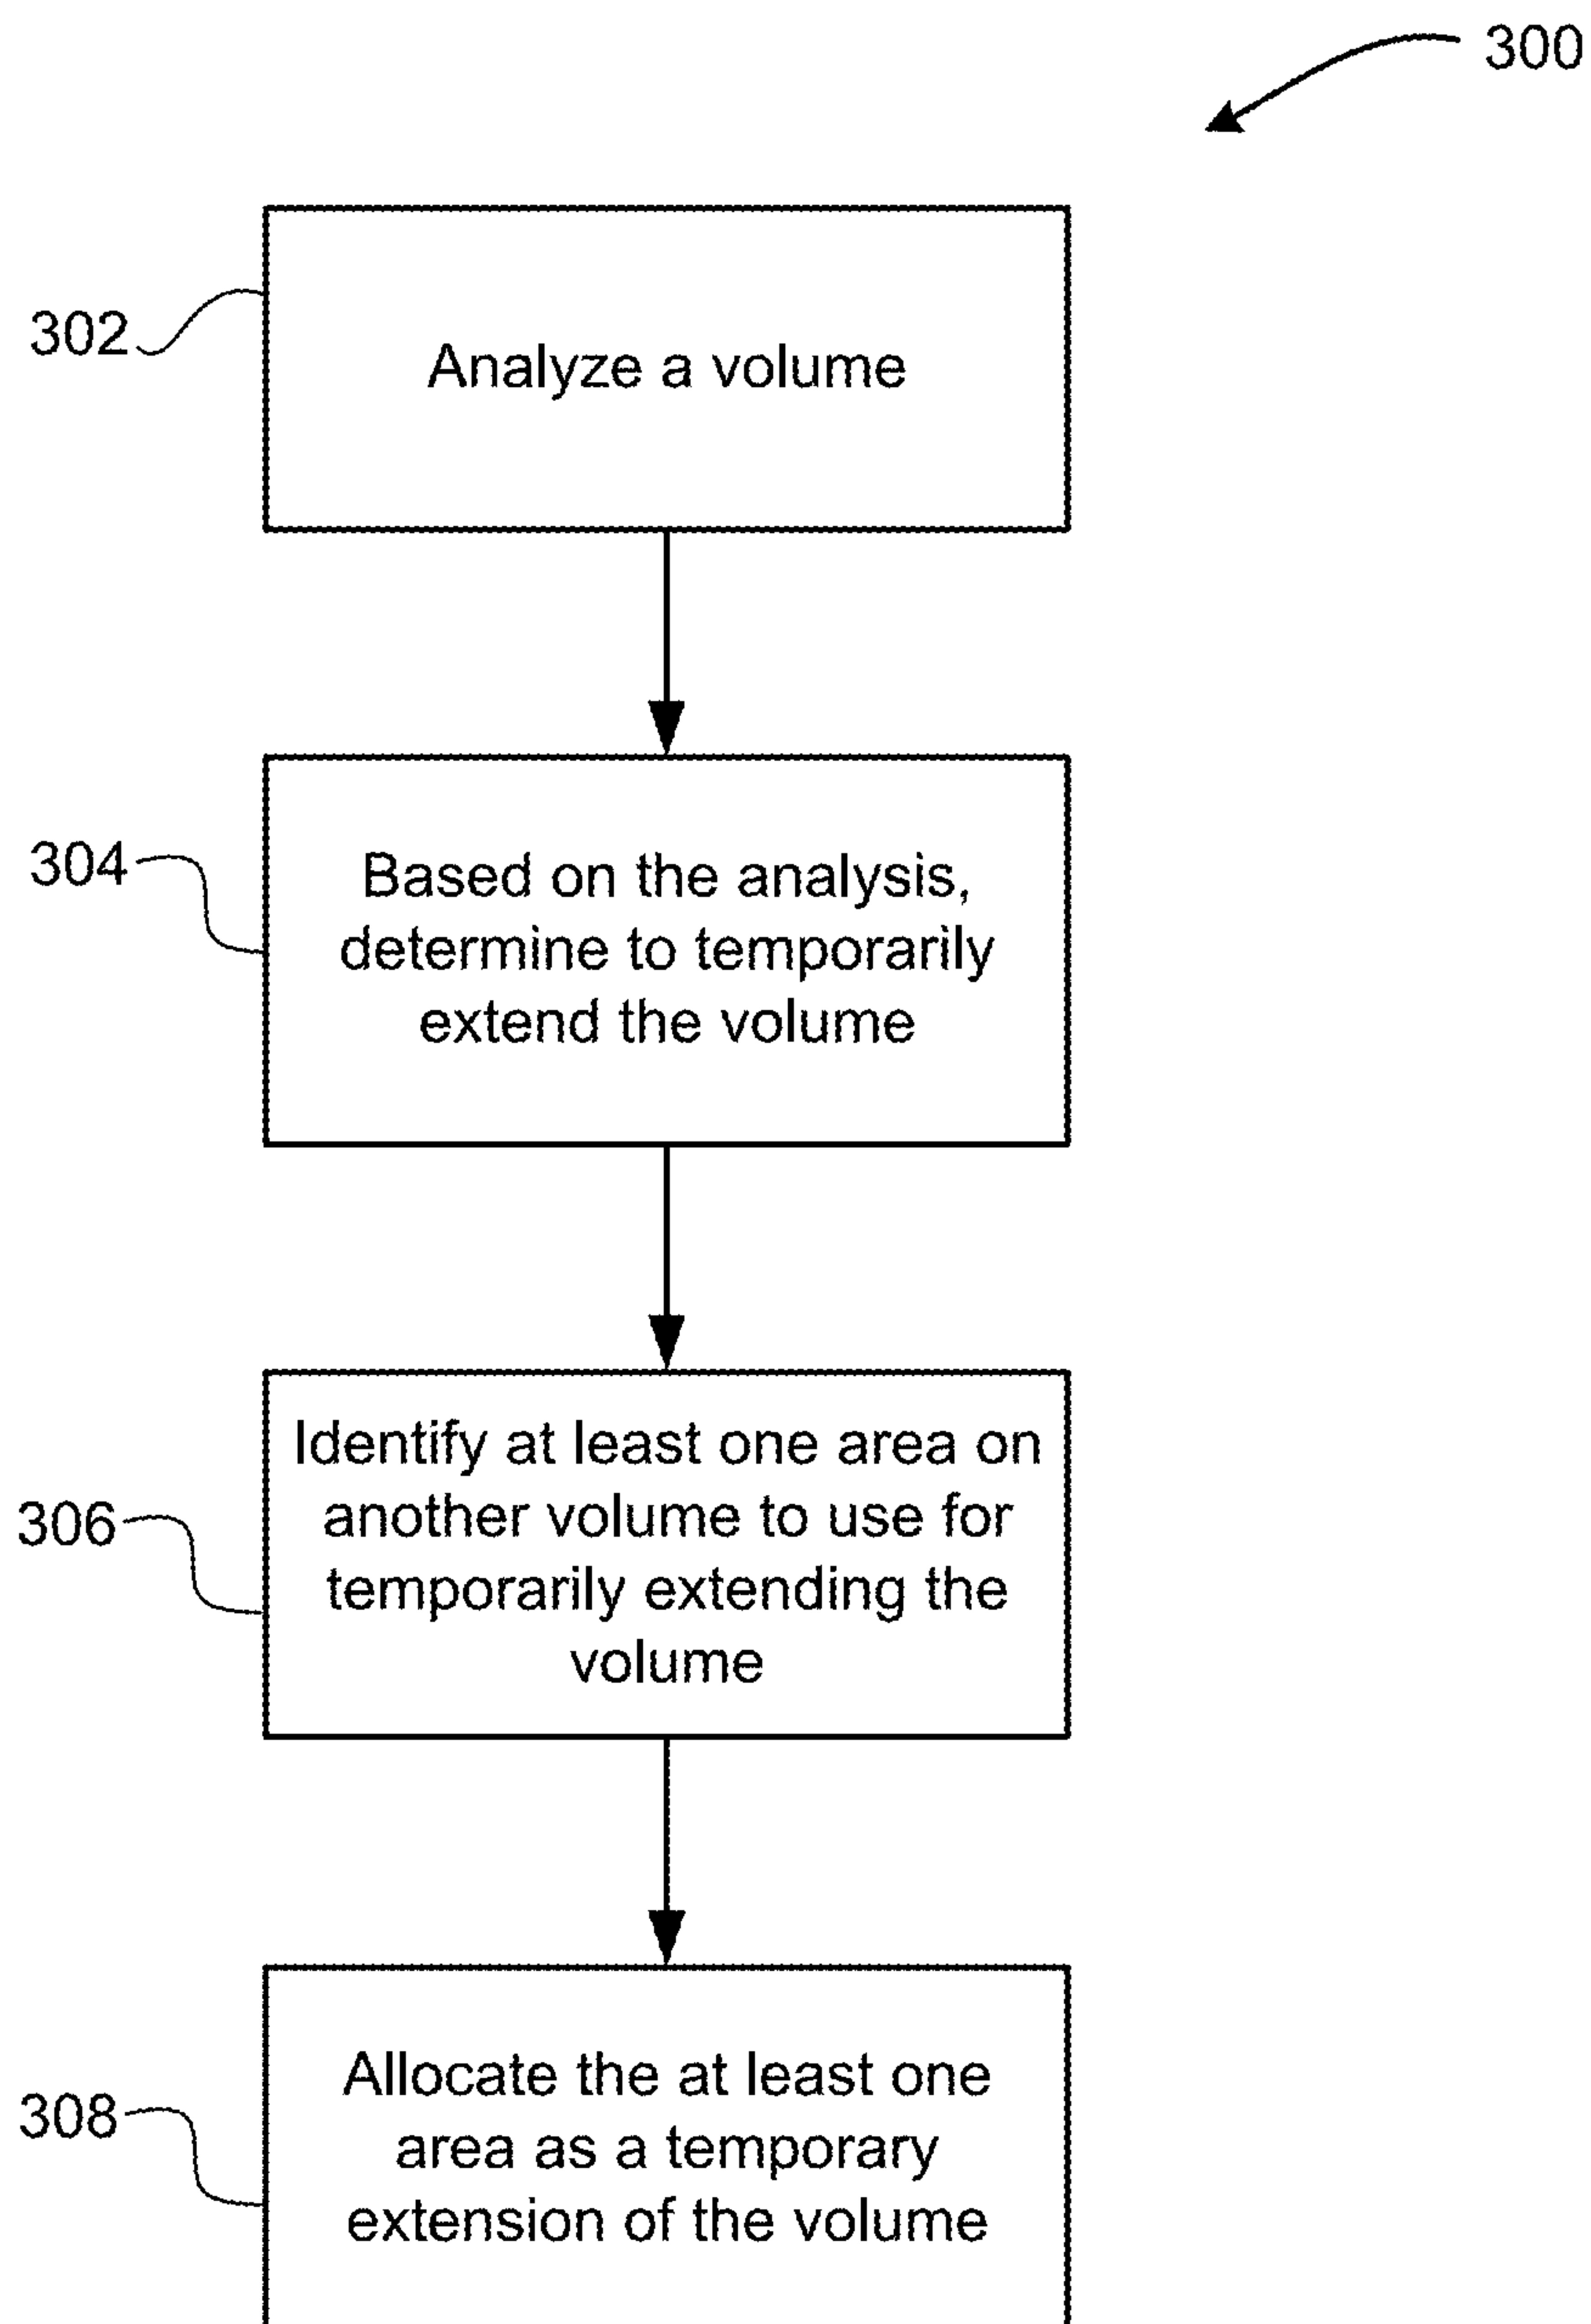 300
302
Analyze a volume
304
Based on the analysis,
determine to temporarily
extend the volume
306
Identify at least one area on
another volume to use for
temporarily extending the
volume
308
Allocate the at least one
area as a temporary
extension of the volume